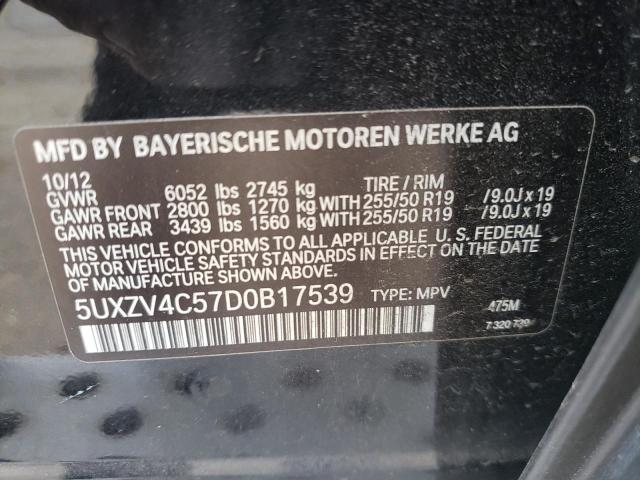 MFD BY BAYERISCHE MOTOREN WERKE AG
10/12 TIRE / RIM
GVWR 6052 lbs 2745 kg
GAWR FRONT 2800 lbs 1270 kg WITH 255/50 R19 /9.0J x 19
GAWR REAR 3439 lbs 1560 kg WITH 255/50 R19 /9.0J x 19
THIS VEHICLE CONFORMS TO ALL APPLICABLE U. S. FEDERAL
MOTOR VEHICLE SAFETY STANDARDS IN EFFECT ON THE DATE
OF MANUFACTURE SHOWN ABOVE.
5UXZV4C57D0B17539 TYPE: MPV 475M
7 320 739